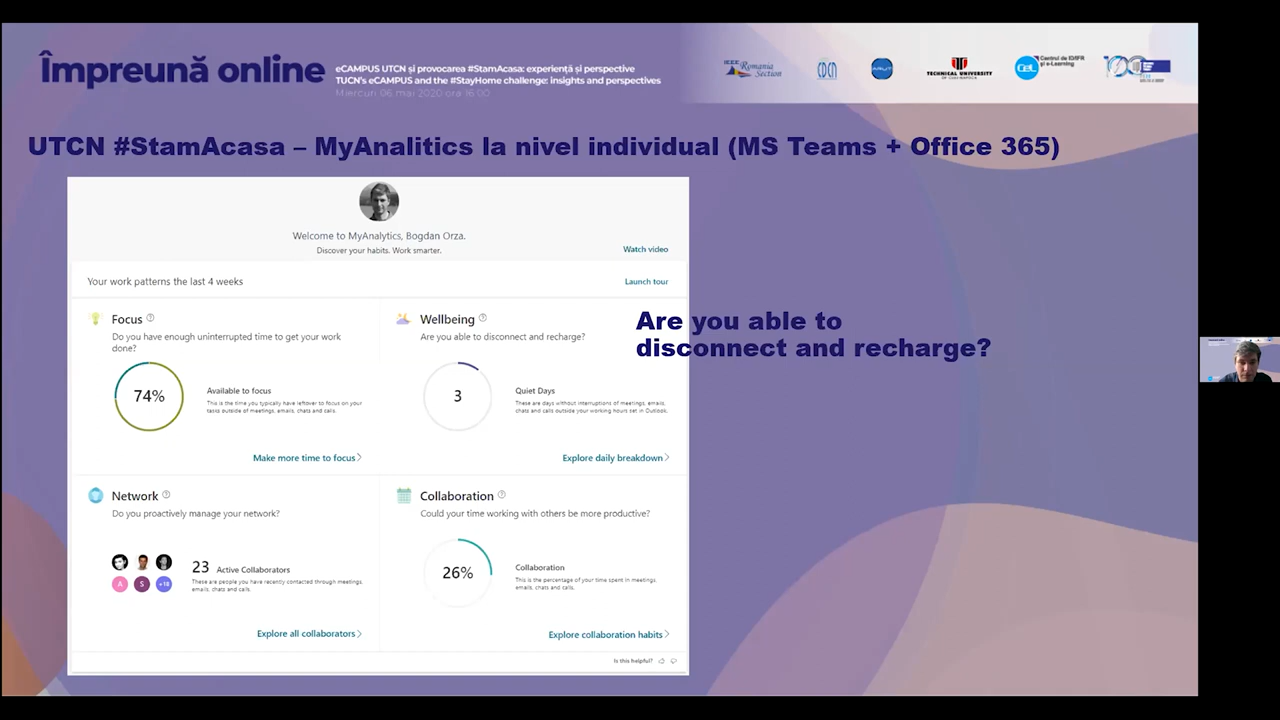 Împreună online
eCAMPUS UTCN și provocarea #StamAcasa: experiență și perspective
TUCN's eCAMPUS and the #StayHome challenge: insights and perspectives
Miercuri 06 mai 2020 ora 16:00
IEEE Romania Section
TECHNICAL UNIVERSITY
Centrul de IDIFR și e-Learning
UTCN #StamAcasa – MyAnalitics la nivel individual (MS Teams + Office 365)
Welcome to MyAnalytics, Bogdan Orza.
Discover your habits. Work smarter.
Watch video
Your work patterns the last 4 weeks
Launch tour
Focus
Do you have enough uninterrupted time to get your work
done?
74%
Available to focus
This is the time you typically have leftover to focus on your
tasks outside of meetings, emails, chats and calls.
Make more time to focus
Wellbeing
Are you able to disconnect and recharge?
3
Quiet Days
These are days without interruptions of meetings, emails,
chats and calls outside your working hours set in Outlook.
Explore daily breakdown
Are you able to
disconnect and recharge?
Network
Do you proactively manage your network?
A
S
+18
23 Active Collaborators
These are people you have recently contacted through meetings,
emails, chats and calls.
Explore all collaborators
Collaboration
Could your time working with others be more productive?
26%
Collaboration
This is the percentage of your time spent in meetings,
emails, chats and calls.
Explore collaboration habits
Is this helpful?